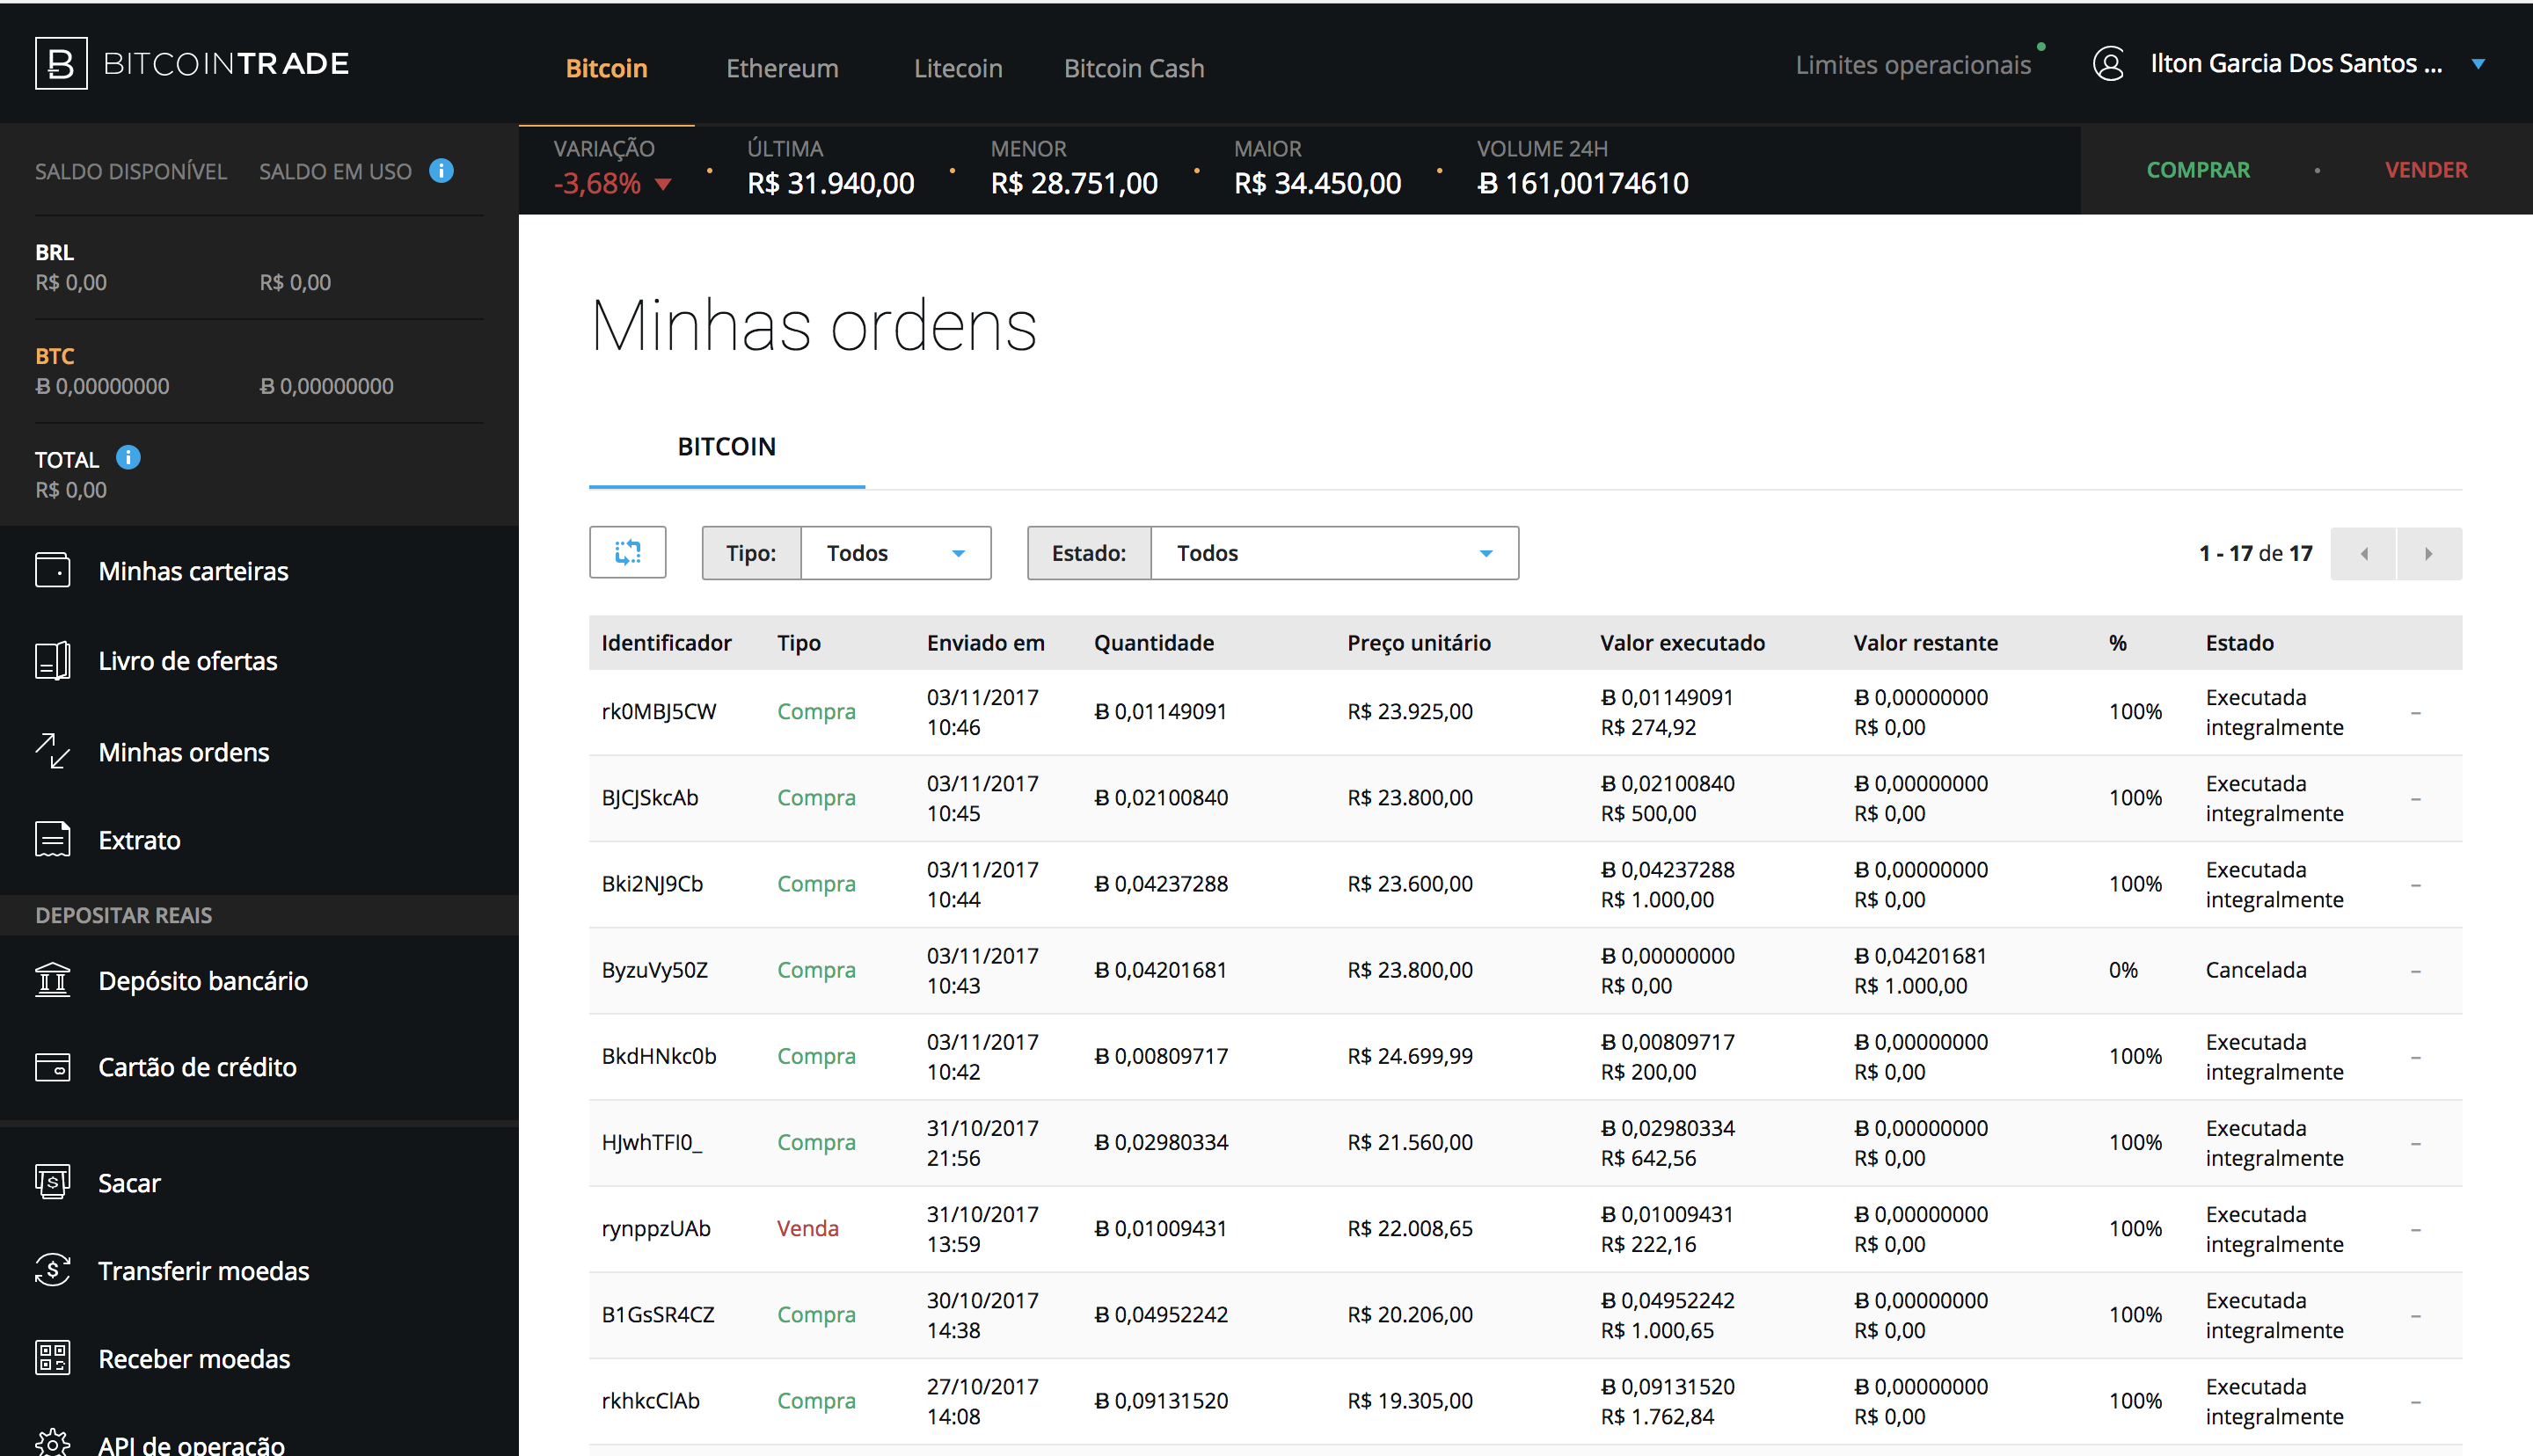 BITCOINTRADE
Bitcoin Ethereum Litecoin Bitcoin Cash
Limites operacionais
Ilton Garcia Dos Santos ...
SALDO DISPONÍVEL SALDO EM USO
BRL
R$ 0,00 R$ 0,00
BTC
Ƀ 0,00000000 Ƀ 0,00000000
TOTAL
R$ 0,00
Minhas carteiras
Livro de ofertas
Minhas ordens
Extrato
DEPOSITAR REAIS
Depósito bancário
Cartão de crédito
Sacar
Transferir moedas
Receber moedas
API de operação
VARIAÇÃO ÚLTIMA MENOR MAIOR VOLUME 24H
-3,68% R$ 31.940,00 R$ 28.751,00 R$ 34.450,00 Ƀ 161,00174610
COMPRAR VENDER
Minhas ordens
BITCOIN
Tipo: Todos Estado: Todos 1 - 17 de 17
Identificador Tipo Enviado em Quantidade Preço unitário Valor executado Valor restante % Estado
rk0MBJ5CW Compra 03/11/2017 10:46 Ƀ 0,01149091 R$ 23.925,00 Ƀ 0,01149091 R$ 274,92 Ƀ 0,00000000 R$ 0,00 100% Executada integralmente –
BJCJSkcAb Compra 03/11/2017 10:45 Ƀ 0,02100840 R$ 23.800,00 Ƀ 0,02100840 R$ 500,00 Ƀ 0,00000000 R$ 0,00 100% Executada integralmente –
Bki2NJ9Cb Compra 03/11/2017 10:44 Ƀ 0,04237288 R$ 23.600,00 Ƀ 0,04237288 R$ 1.000,00 Ƀ 0,00000000 R$ 0,00 100% Executada integralmente –
ByzuVy50Z Compra 03/11/2017 10:43 Ƀ 0,04201681 R$ 23.800,00 Ƀ 0,00000000 R$ 0,00 Ƀ 0,04201681 R$ 1.000,00 0% Cancelada –
BkdHNkc0b Compra 03/11/2017 10:42 Ƀ 0,00809717 R$ 24.699,99 Ƀ 0,00809717 R$ 200,00 Ƀ 0,00000000 R$ 0,00 100% Executada integralmente –
HJwhTFI0_ Compra 31/10/2017 21:56 Ƀ 0,02980334 R$ 21.560,00 Ƀ 0,02980334 R$ 642,56 Ƀ 0,00000000 R$ 0,00 100% Executada integralmente –
rynppzUAb Venda 31/10/2017 13:59 Ƀ 0,01009431 R$ 22.008,65 Ƀ 0,01009431 R$ 222,16 Ƀ 0,00000000 R$ 0,00 100% Executada integralmente –
B1GsSR4CZ Compra 30/10/2017 14:38 Ƀ 0,04952242 R$ 20.206,00 Ƀ 0,04952242 R$ 1.000,65 Ƀ 0,00000000 R$ 0,00 100% Executada integralmente –
rkhkcClAb Compra 27/10/2017 14:08 Ƀ 0,09131520 R$ 19.305,00 Ƀ 0,09131520 R$ 1.762,84 Ƀ 0,00000000 R$ 0,00 100% Executada integralmente –